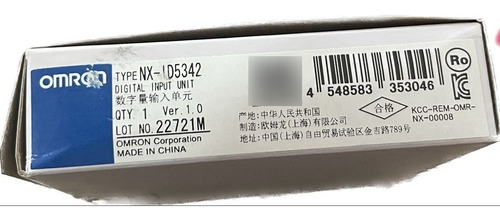 OMRON
TYPE NX-ID5342
DIGITAL INPUT UNIT
数字量输入单元
QTY. 1 Ver.1.0
LOT NO. 22721M
OMRON Corporation
MADE IN CHINA
4 548583 353046
产地: 中华人民共和国
制造: 欧姆龙(上海)有限公司
地址: 中国(上海)自由贸易试验区金吉路789号
合格
Ro
KCC-REM-OMR-
NX-00008